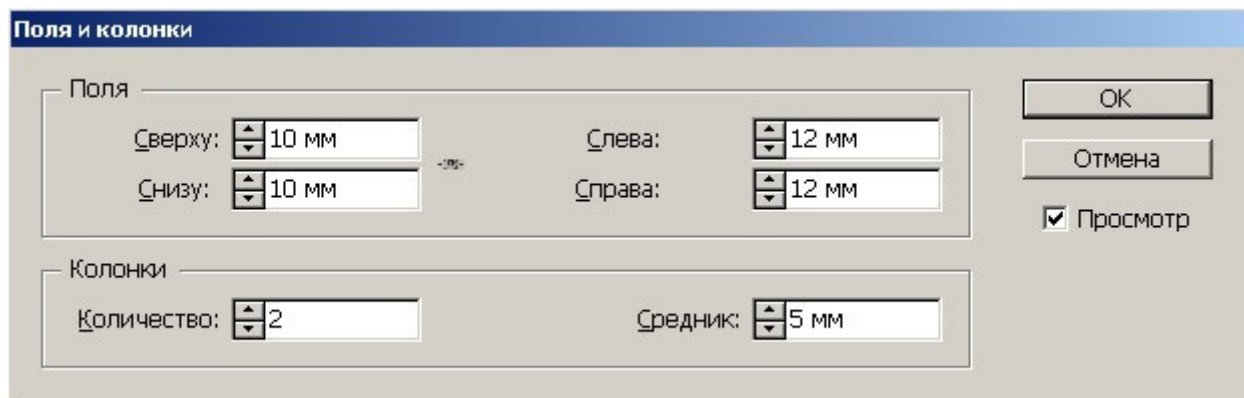 Поля и колонки
Поля
Сверху: 10 мм Слева: 12 мм
Снизу: 10 мм Справа: 12 мм
OK
Отмена
Просмотр
Колонки
Количество: 2 Средник: 5 мм